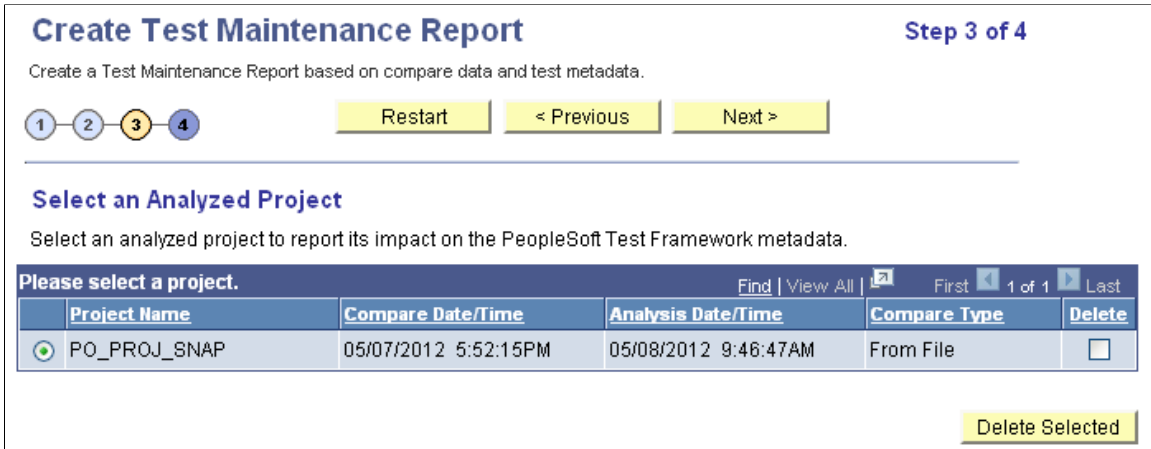 Create Test Maintenance Report
Step 3 of 4
Create a Test Maintenance Report based on compare data and test metadata.
1 2 3 4 Restart < Previous Next >
Select an Analyzed Project
Select an analyzed project to report its impact on the PeopleSoft Test Framework metadata.
Please select a project. Find | View All | First 1 of 1 Last
Project Name Compare Date/Time Analysis Date/Time Compare Type Delete
PO_PROJ_SNAP 05/07/2012 5:52:15PM 05/08/2012 9:46:47AM From File
Delete Selected